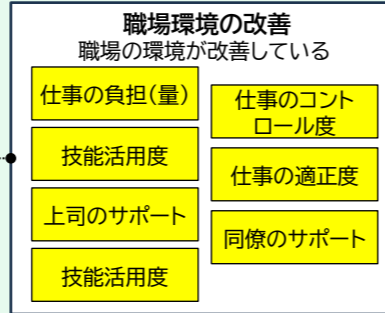 職場環境の改善
職場の環境が改善している
仕事の負担(量)
技能活用度
上司のサポート
技能活用度
仕事のコント
ロール度
仕事の適正度
同僚のサポート